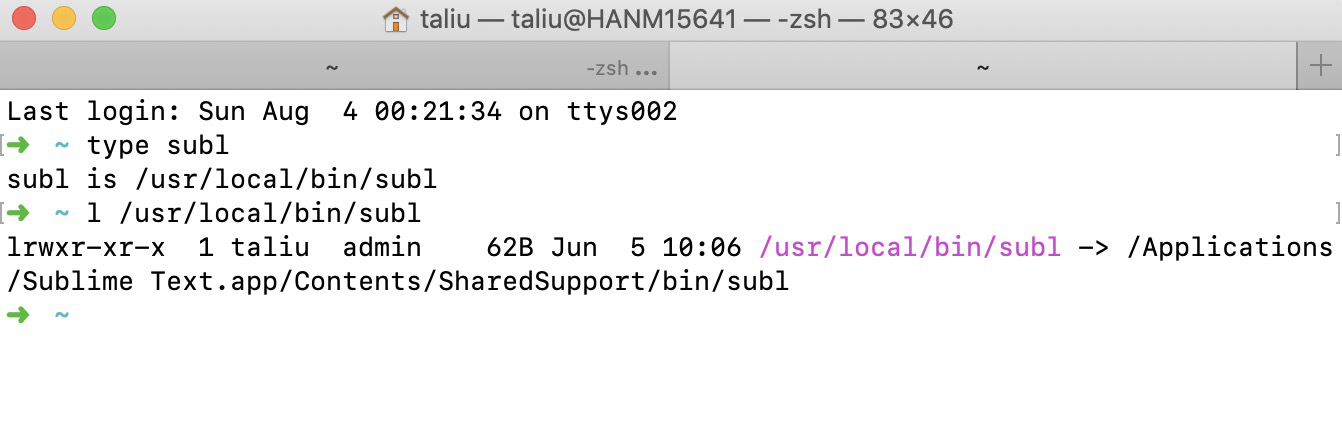 taliu — taliu@HANM15641 — -zsh — 83×46
~ -zsh ... ~ +
Last login: Sun Aug  4 00:21:34 on ttys002
[➜  ~ type subl ]
subl is /usr/local/bin/subl
[➜  ~ l /usr/local/bin/subl ]
lrwxr-xr-x  1 taliu  admin    62B Jun  5 10:06 /usr/local/bin/subl -> /Applications
/Sublime Text.app/Contents/SharedSupport/bin/subl
➜  ~